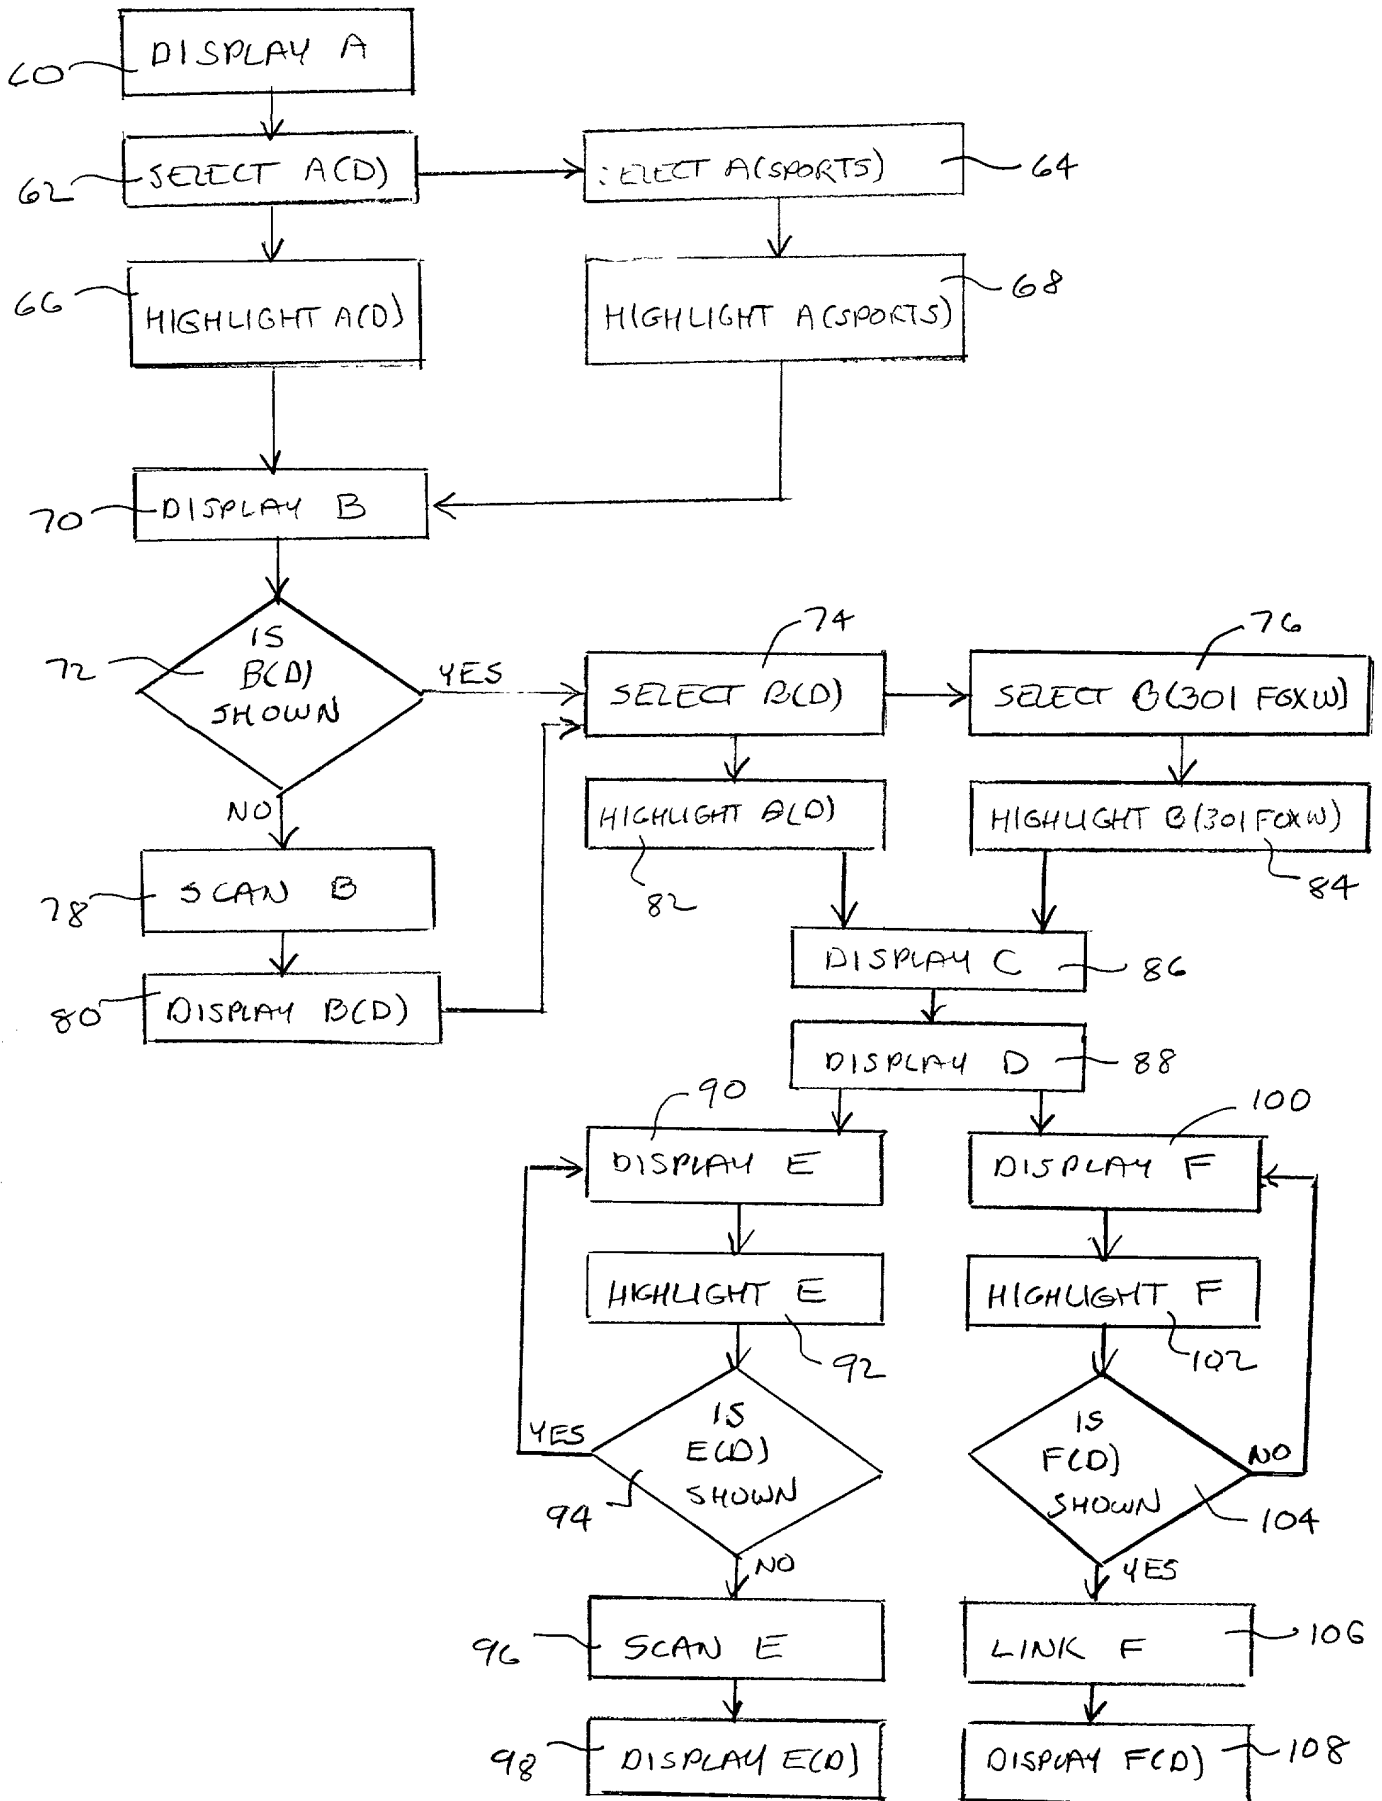 DISPLAY A
60
SELECT A(D)
62
:ELECT A(SPORTS)
64
HIGHLIGHT A(D)
66
HIGHLIGHT A(SPORTS)
68
DISPLAY B
70
IS
B(D)
SHOWN
72
YES
NO
SELECT B(D)
74
SELECT B(301 FOXW)
76
HIGHLIGHT B(D)
82
HIGHLIGHT B(301 FOXW)
84
SCAN B
78
DISPLAY B(D)
80
DISPLAY C
86
DISPLAY D
88
DISPLAY E
90
DISPLAY F
100
HIGHLIGHT E
92
HIGHLIGHT F
102
IS
E(D)
SHOWN
94
YES
NO
IS
F(D)
SHOWN
104
NO
YES
SCAN E
96
LINK F
106
DISPLAY E(D)
98
DISPLAY F(D)
108